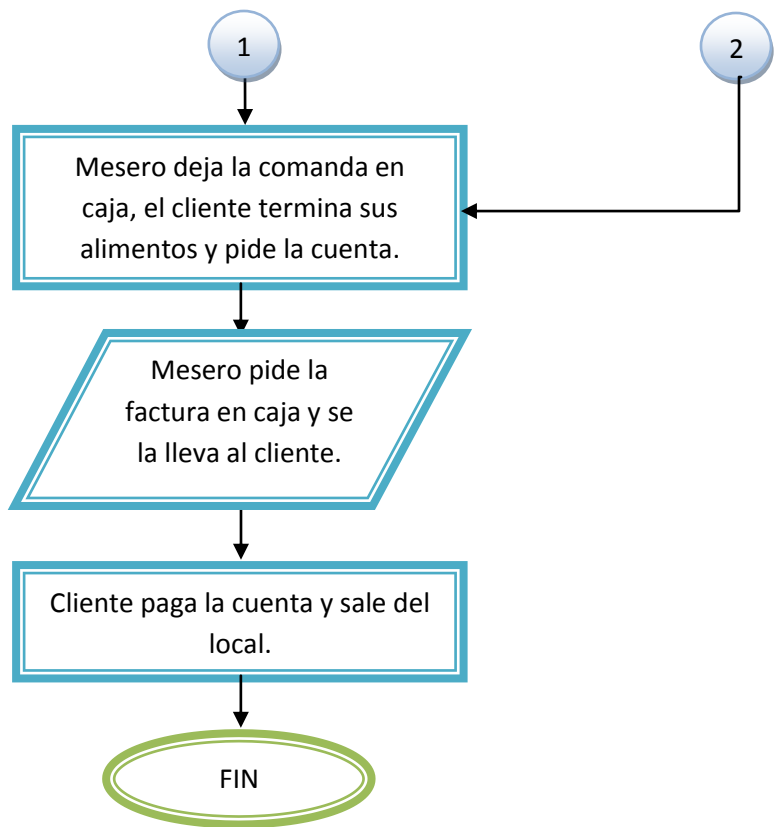 1
2
Mesero deja la comanda en
caja, el cliente termina sus
alimentos y pide la cuenta.
Mesero pide la
factura en caja y se
la lleva al cliente.
Cliente paga la cuenta y sale del
local.
FIN